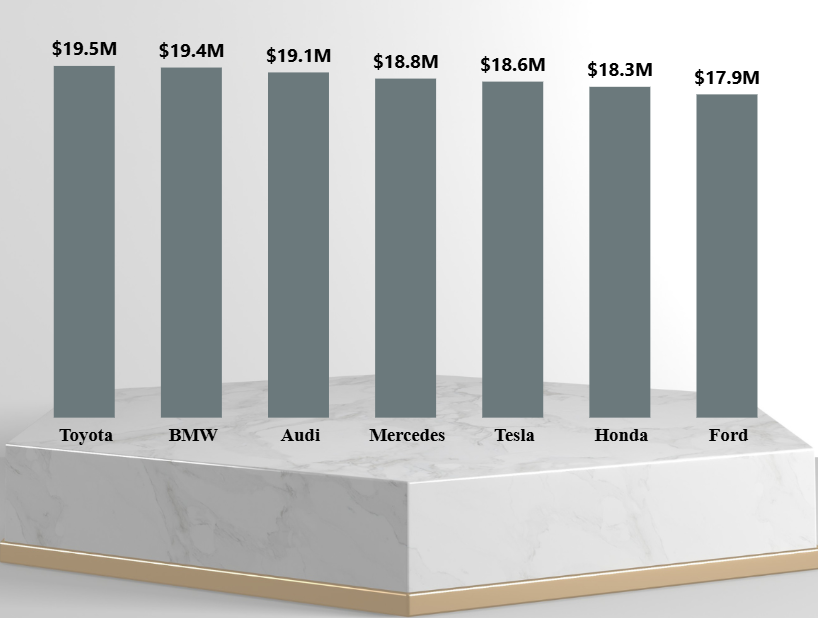 $19.5M
$19.4M
$19.1M
$18.8M
$18.6M
$18.3M
$17.9M
Toyota
BMW
Audi
Mercedes
Tesla
Honda
Ford